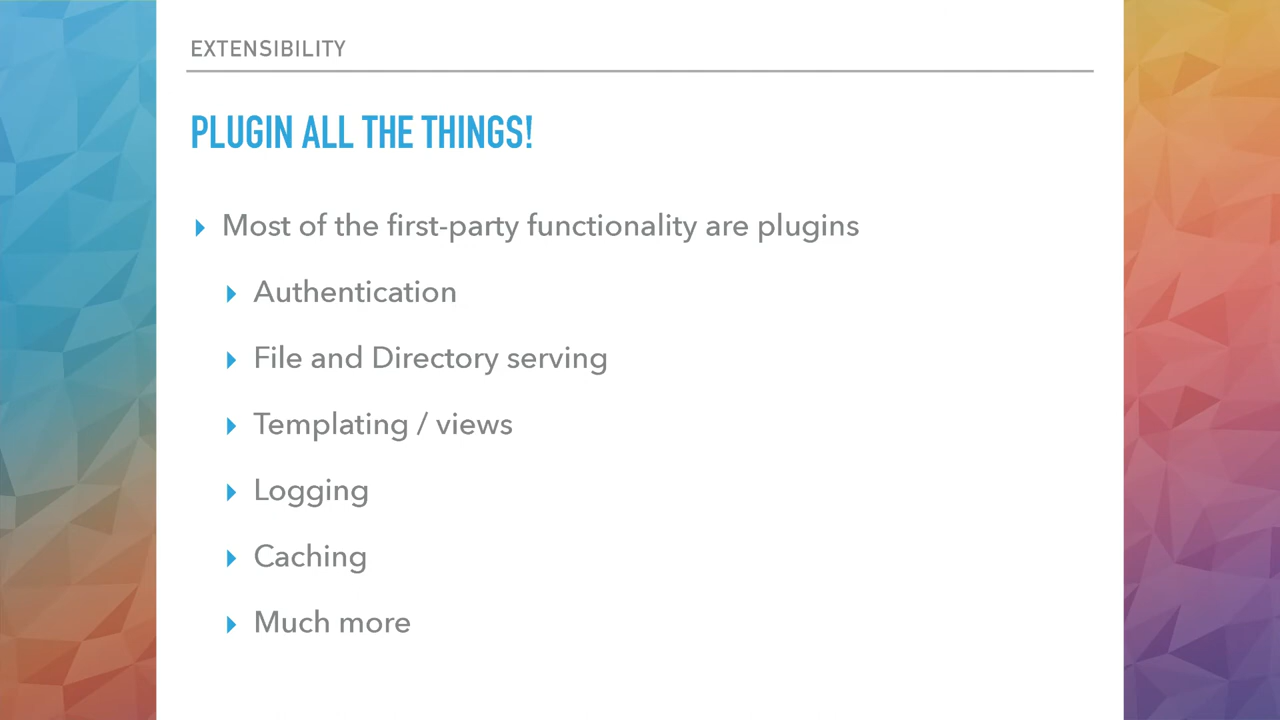 EXTENSIBILITY
PLUGIN ALL THE THINGS!
Most of the first-party functionality are plugins
Authentication
File and Directory serving
Templating / views
Logging
Caching
Much more